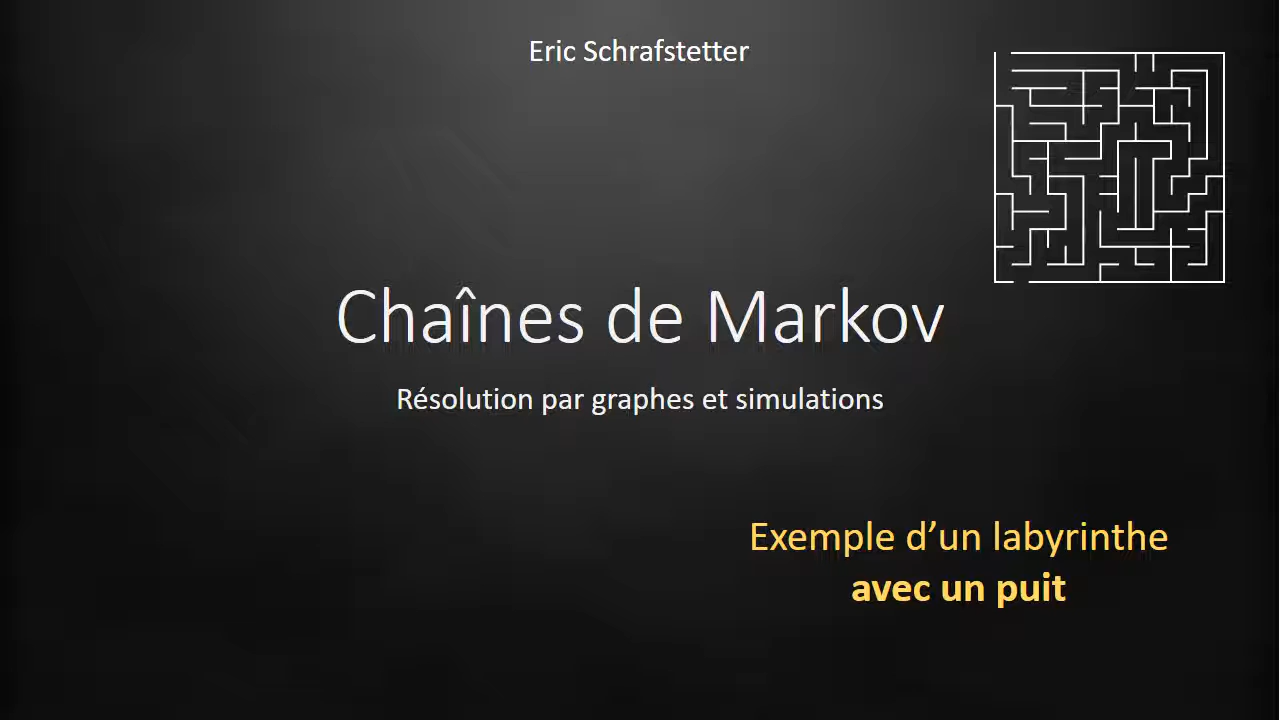 Eric Schrafstetter
Chaînes de Markov
Résolution par graphes et simulations
Exemple d’un labyrinthe
avec un puit